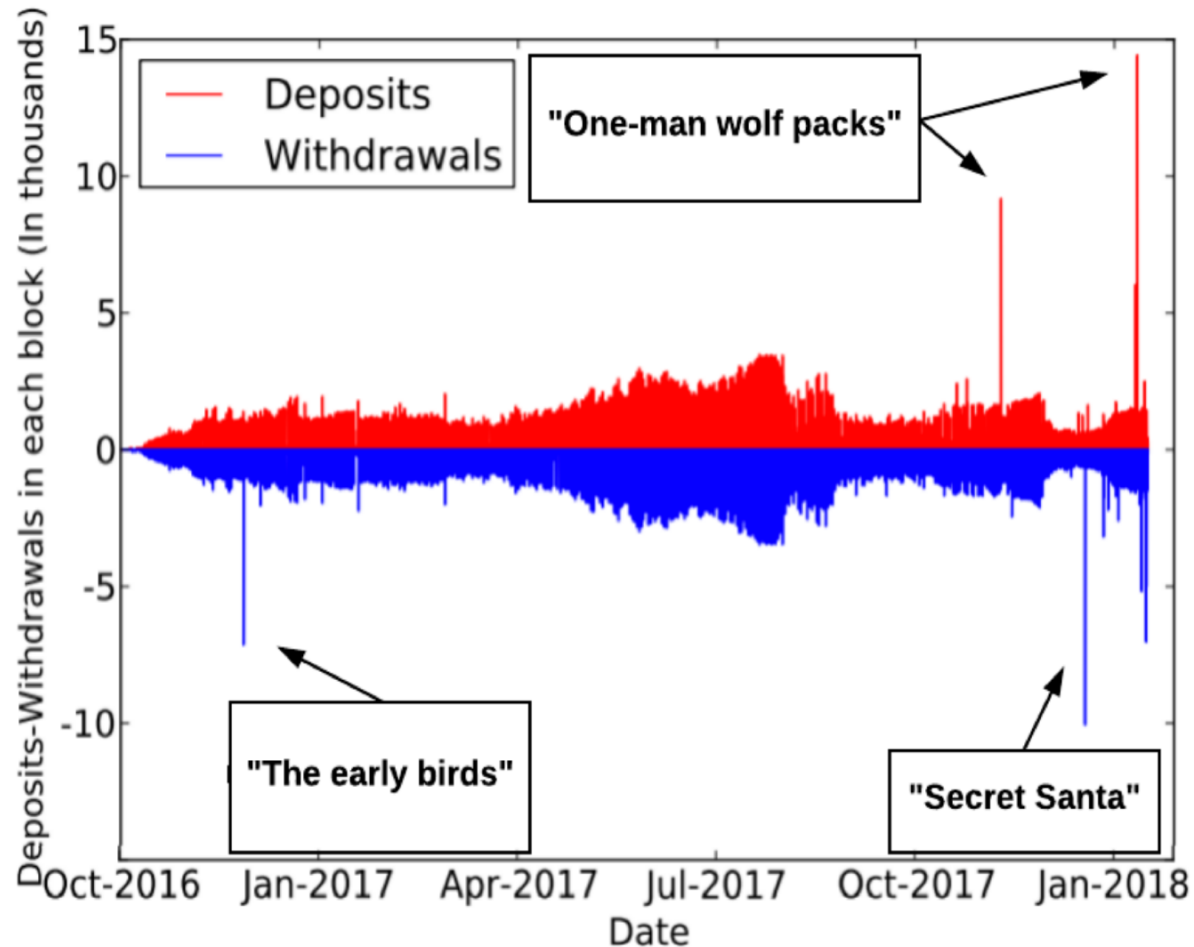 Deposits-Withdrawals in each block (In thousands)
15
10
5
0
-5
-10
Deposits
Withdrawals
"One-man wolf packs"
"The early birds"
"Secret Santa"
Oct-2016 Jan-2017 Apr-2017 Jul-2017 Oct-2017 Jan-2018
Date